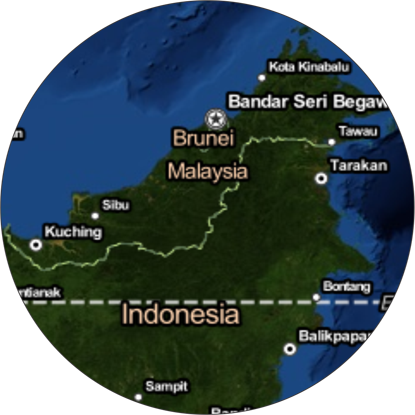 Kota Kinabalu
Bandar Seri Begaw
Brunei
Tawau
Malaysia
Tarakan
Sibu
Kuching
Bontang
ntianak
E
Indonesia
Balikpapa
Sampit